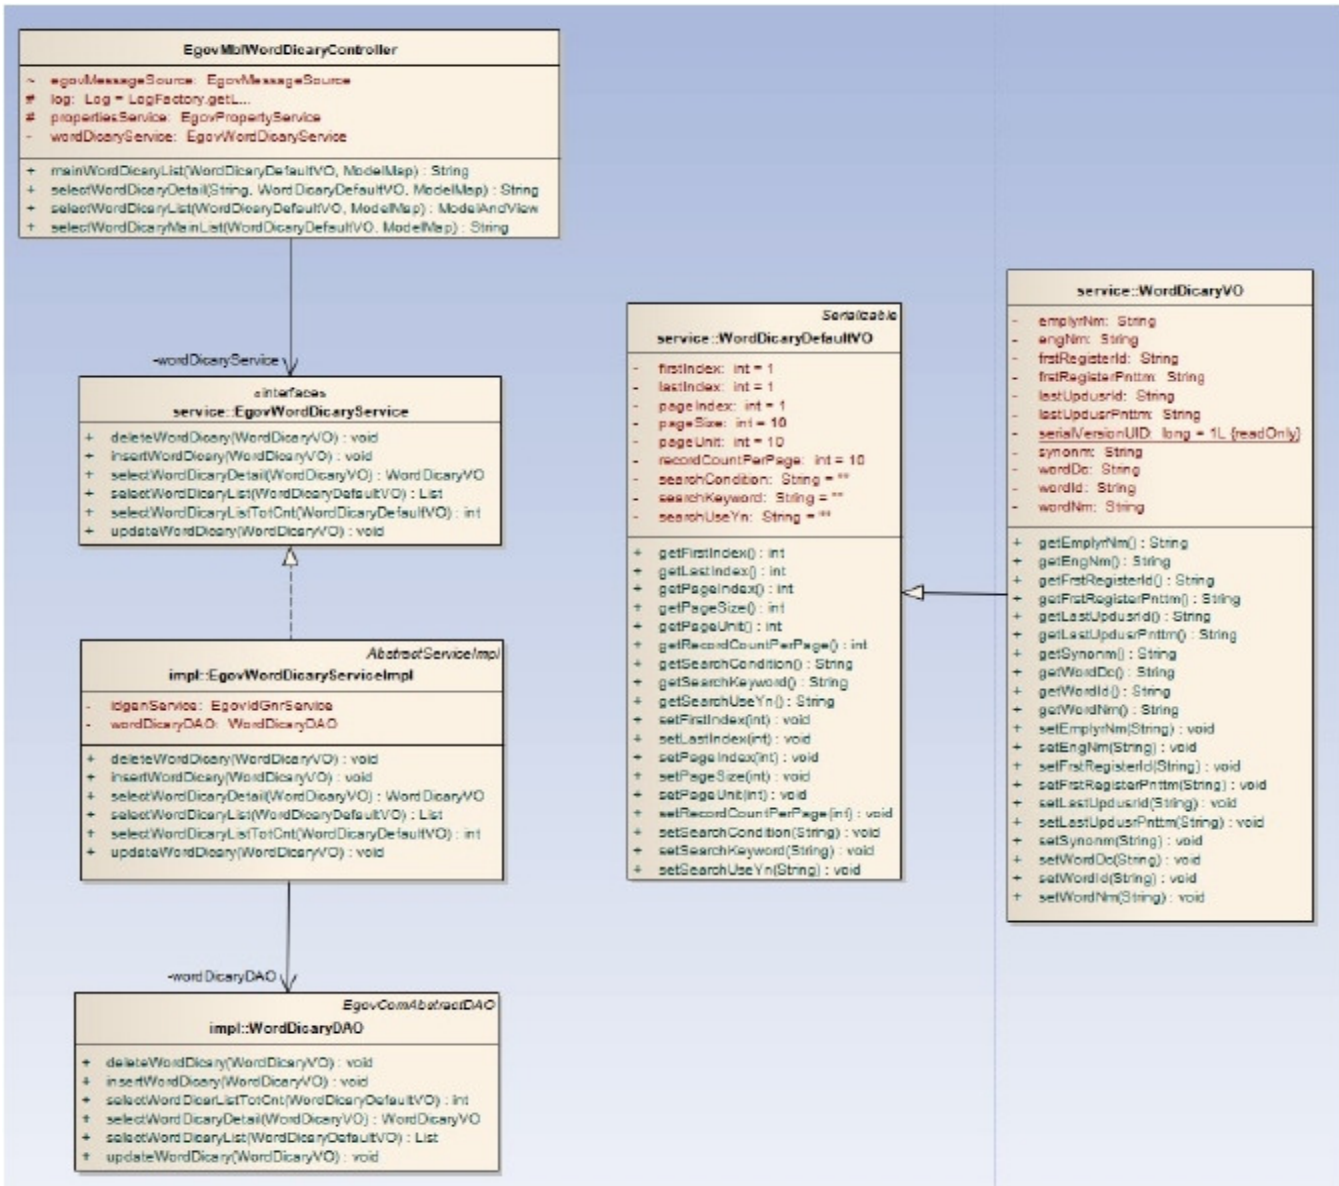 EgovMblWordDicaryController
~ egovMessageSource: EgovMessageSource
# log: Log = LogFactory.getL...
# propertiesService: EgovPropertyService
- wordDicaryService: EgovWordDicaryService
+ mainWordDicaryList(WordDicaryDefaultVO, ModelMap) : String
+ selectWordDicaryDetail(String, WordDicaryDefaultVO, ModelMap) : String
+ selectWordDicaryList(WordDicaryDefaultVO, ModelMap) : ModelAndView
+ selectWordDicaryMainList(WordDicaryDefaultVO, ModelMap) : String
-wordDicaryService
«interface»
service::EgovWordDicaryService
+ deleteWordDicary(WordDicaryVO) : void
+ insertWordDicary(WordDicaryVO) : void
+ selectWordDicaryDetail(WordDicaryVO) : WordDicaryVO
+ selectWordDicaryList(WordDicaryDefaultVO) : List
+ selectWordDicaryListTotCnt(WordDicaryDefaultVO) : int
+ updateWordDicary(WordDicaryVO) : void
AbstractServiceImpl
impl::EgovWordDicaryServiceImpl
- idgenService: EgovIdGnrService
- wordDicaryDAO: WordDicaryDAO
+ deleteWordDicary(WordDicaryVO) : void
+ insertWordDicary(WordDicaryVO) : void
+ selectWordDicaryDetail(WordDicaryVO) : WordDicaryVO
+ selectWordDicaryList(WordDicaryDefaultVO) : List
+ selectWordDicaryListTotCnt(WordDicaryDefaultVO) : int
+ updateWordDicary(WordDicaryVO) : void
-wordDicaryDAO
EgovComAbstractDAO
impl::WordDicaryDAO
+ deleteWordDicary(WordDicaryVO) : void
+ insertWordDicary(WordDicaryVO) : void
+ selectWordDicarListTotCnt(WordDicaryDefaultVO) : int
+ selectWordDicaryDetail(WordDicaryVO) : WordDicaryVO
+ selectWordDicaryList(WordDicaryDefaultVO) : List
+ updateWordDicary(WordDicaryVO) : void
Serializable
service::WordDicaryDefaultVO
- firstIndex: int = 1
- lastIndex: int = 1
- pageIndex: int = 1
- pageSize: int = 10
- pageUnit: int = 10
- recordCountPerPage: int = 10
- searchCondition: String = ""
- searchKeyword: String = ""
- searchUseYn: String = ""
+ getFirstIndex() : int
+ getLastIndex() : int
+ getPageIndex() : int
+ getPageSize() : int
+ getPageUnit() : int
+ getRecordCountPerPage() : int
+ getSearchCondition() : String
+ getSearchKeyword() : String
+ getSearchUseYn() : String
+ setFirstIndex(int) : void
+ setLastIndex(int) : void
+ setPageIndex(int) : void
+ setPageSize(int) : void
+ setPageUnit(int) : void
+ setRecordCountPerPage(int) : void
+ setSearchCondition(String) : void
+ setSearchKeyword(String) : void
+ setSearchUseYn(String) : void
service::WordDicaryVO
- emplyrNm: String
- engNm: String
- frstRegisterId: String
- frstRegisterPnttm: String
- lastUpdusrId: String
- lastUpdusrPnttm: String
- serialVersionUID: long = 1L {readOnly}
- synonm: String
- wordDc: String
- wordId: String
- wordNm: String
+ getEmplyrNm() : String
+ getEngNm() : String
+ getFrstRegisterId() : String
+ getFrstRegisterPnttm() : String
+ getLastUpdusrId() : String
+ getLastUpdusrPnttm() : String
+ getSynonm() : String
+ getWordDc() : String
+ getWordId() : String
+ getWordNm() : String
+ setEmplyrNm(String) : void
+ setEngNm(String) : void
+ setFrstRegisterId(String) : void
+ setFrstRegisterPnttm(String) : void
+ setLastUpdusrId(String) : void
+ setLastUpdusrPnttm(String) : void
+ setSynonm(String) : void
+ setWordDc(String) : void
+ setWordId(String) : void
+ setWordNm(String) : void